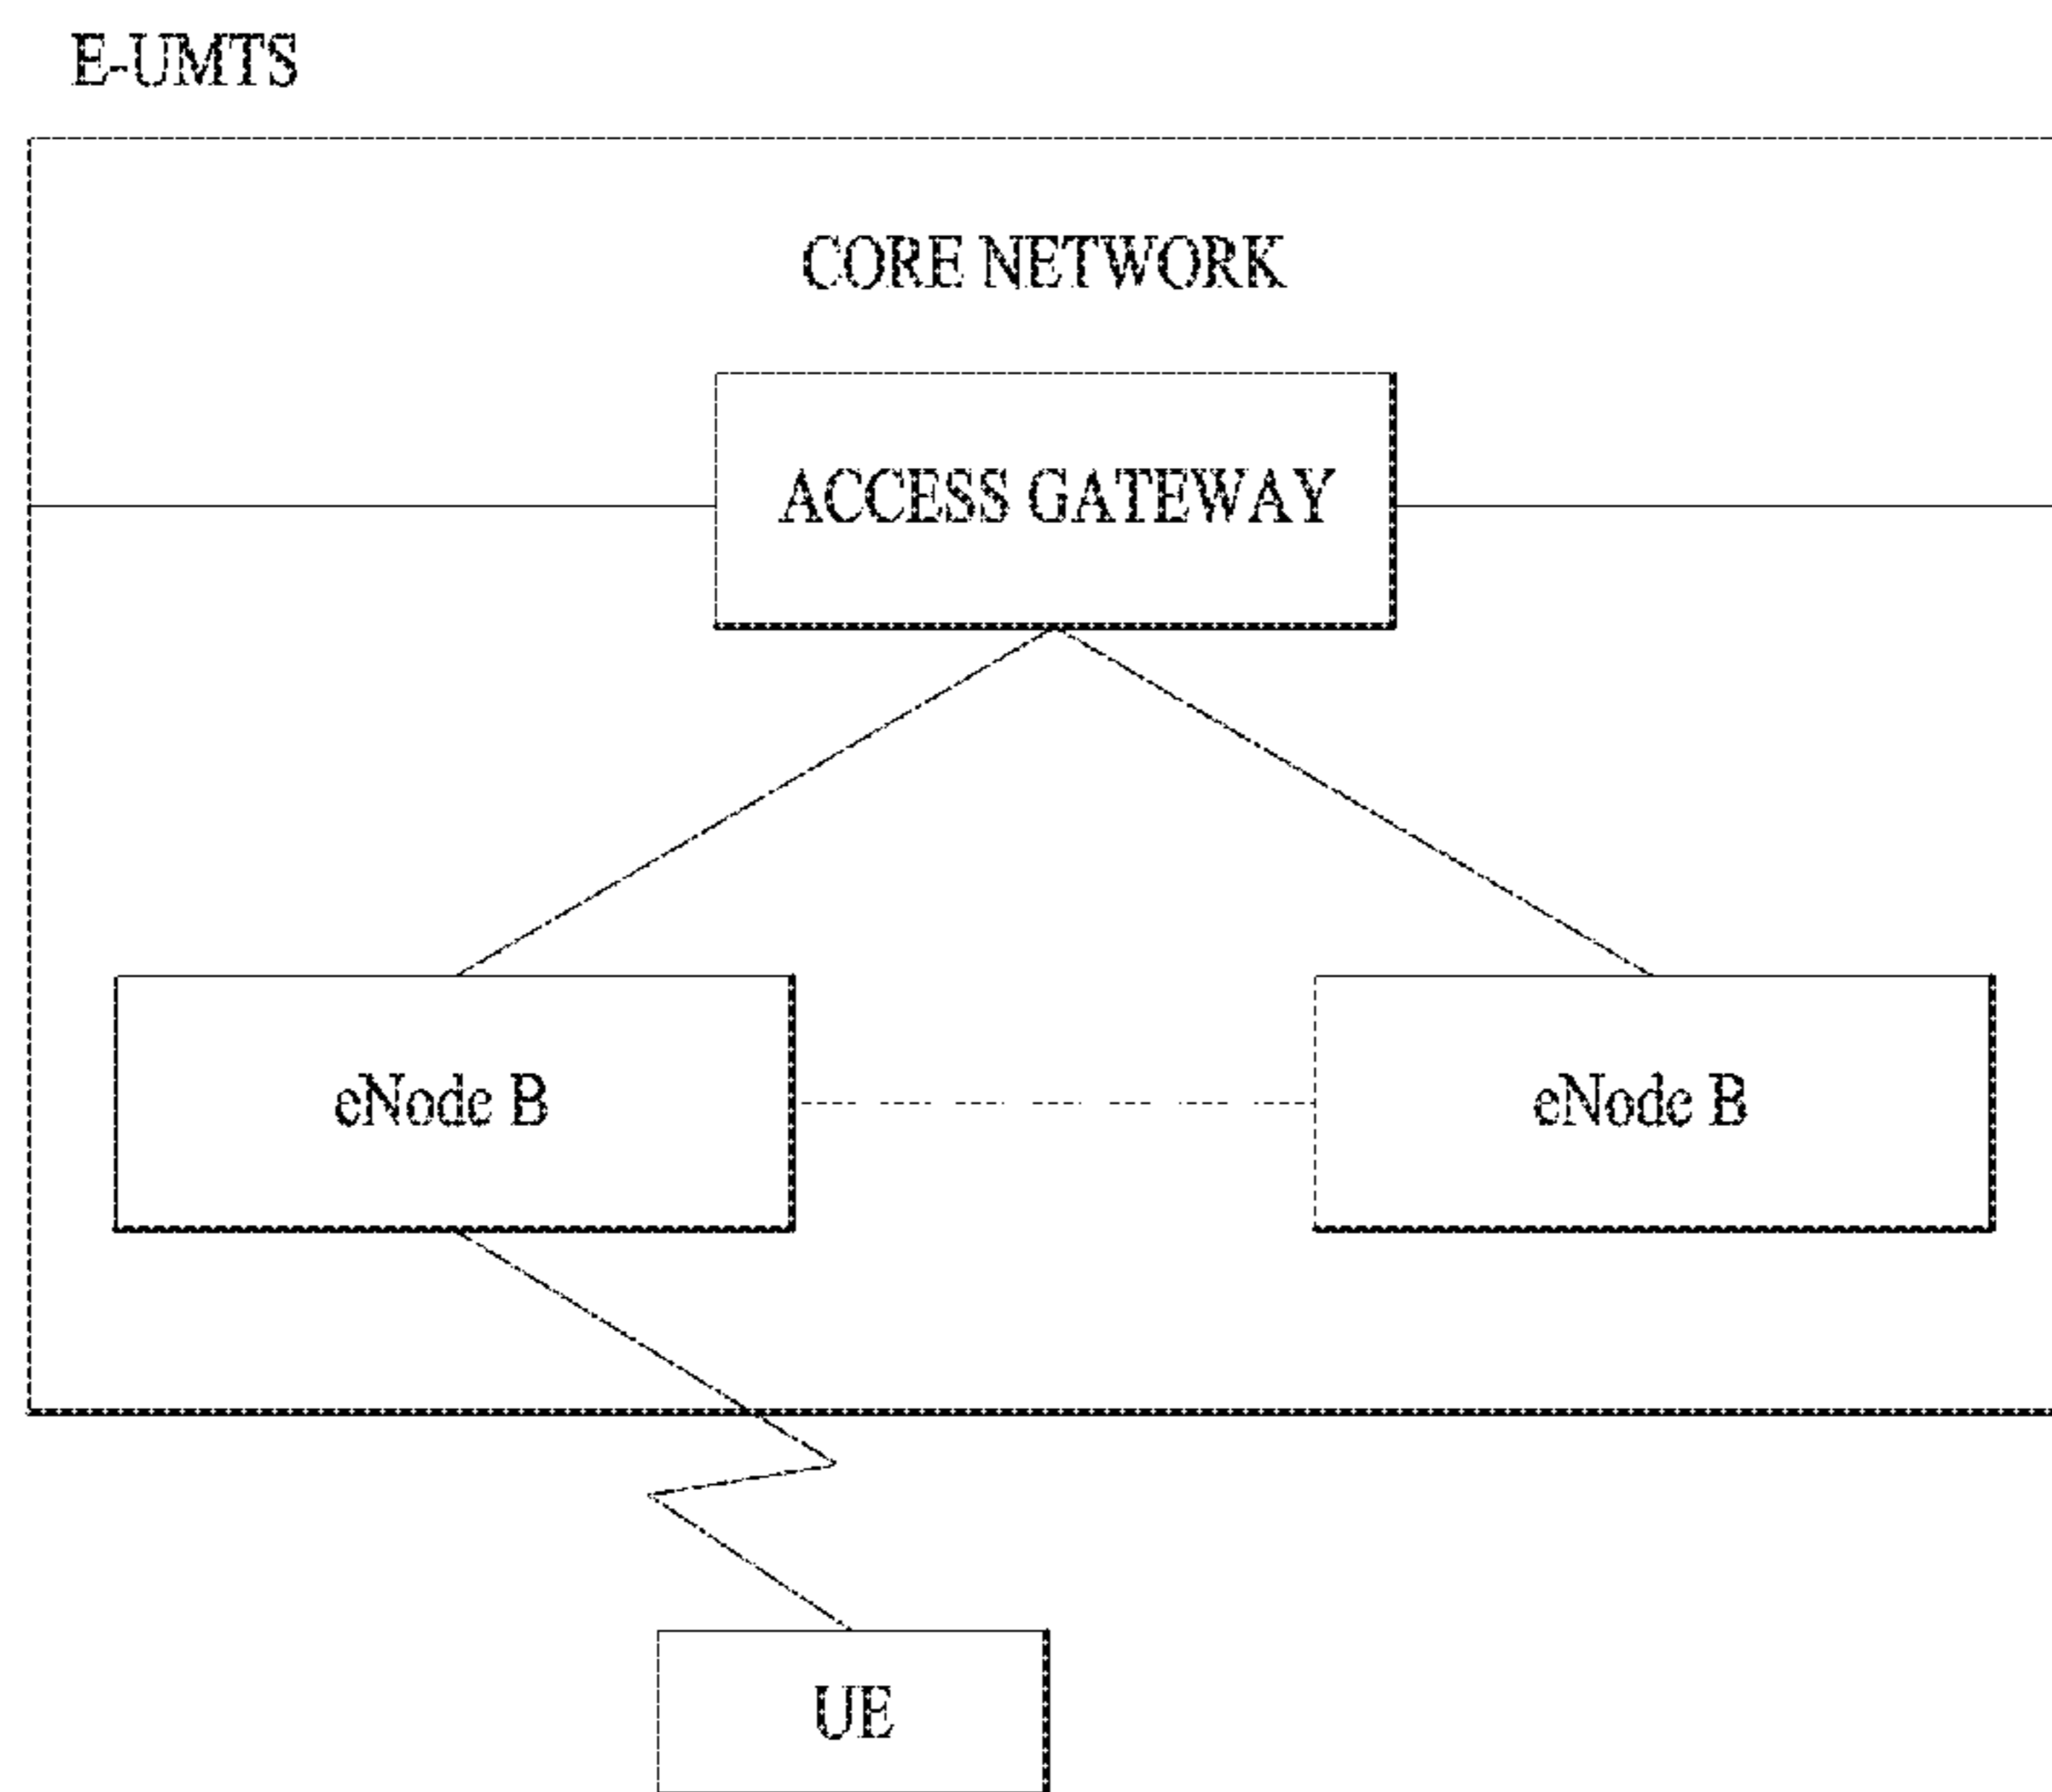 E-UMTS
CORE NETWORK
ACCESS GATEWAY
eNode B
eNode B
UE